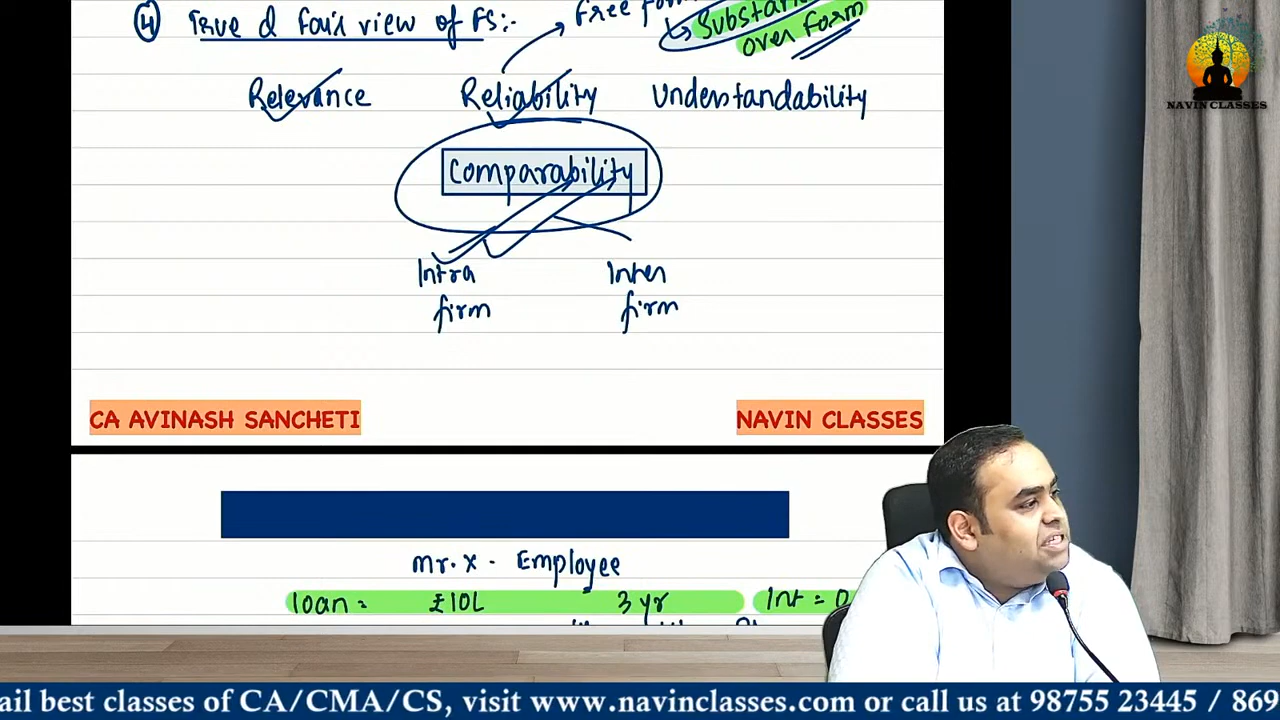 ④ True & Fair view of FS:-
Free
Substan
over Form
Relevance Reliability Understandability
Comparability
Intra firm
Inter firm
CA AVINASH SANCHETI NAVIN CLASSES
NAVIN CLASSES
Mr. X - Employee
loan = ₹10L 3 yr Int = 0
ail best classes of CA/CMA/CS, visit www.navinclasses.com or call us at 98755 23445 / 869